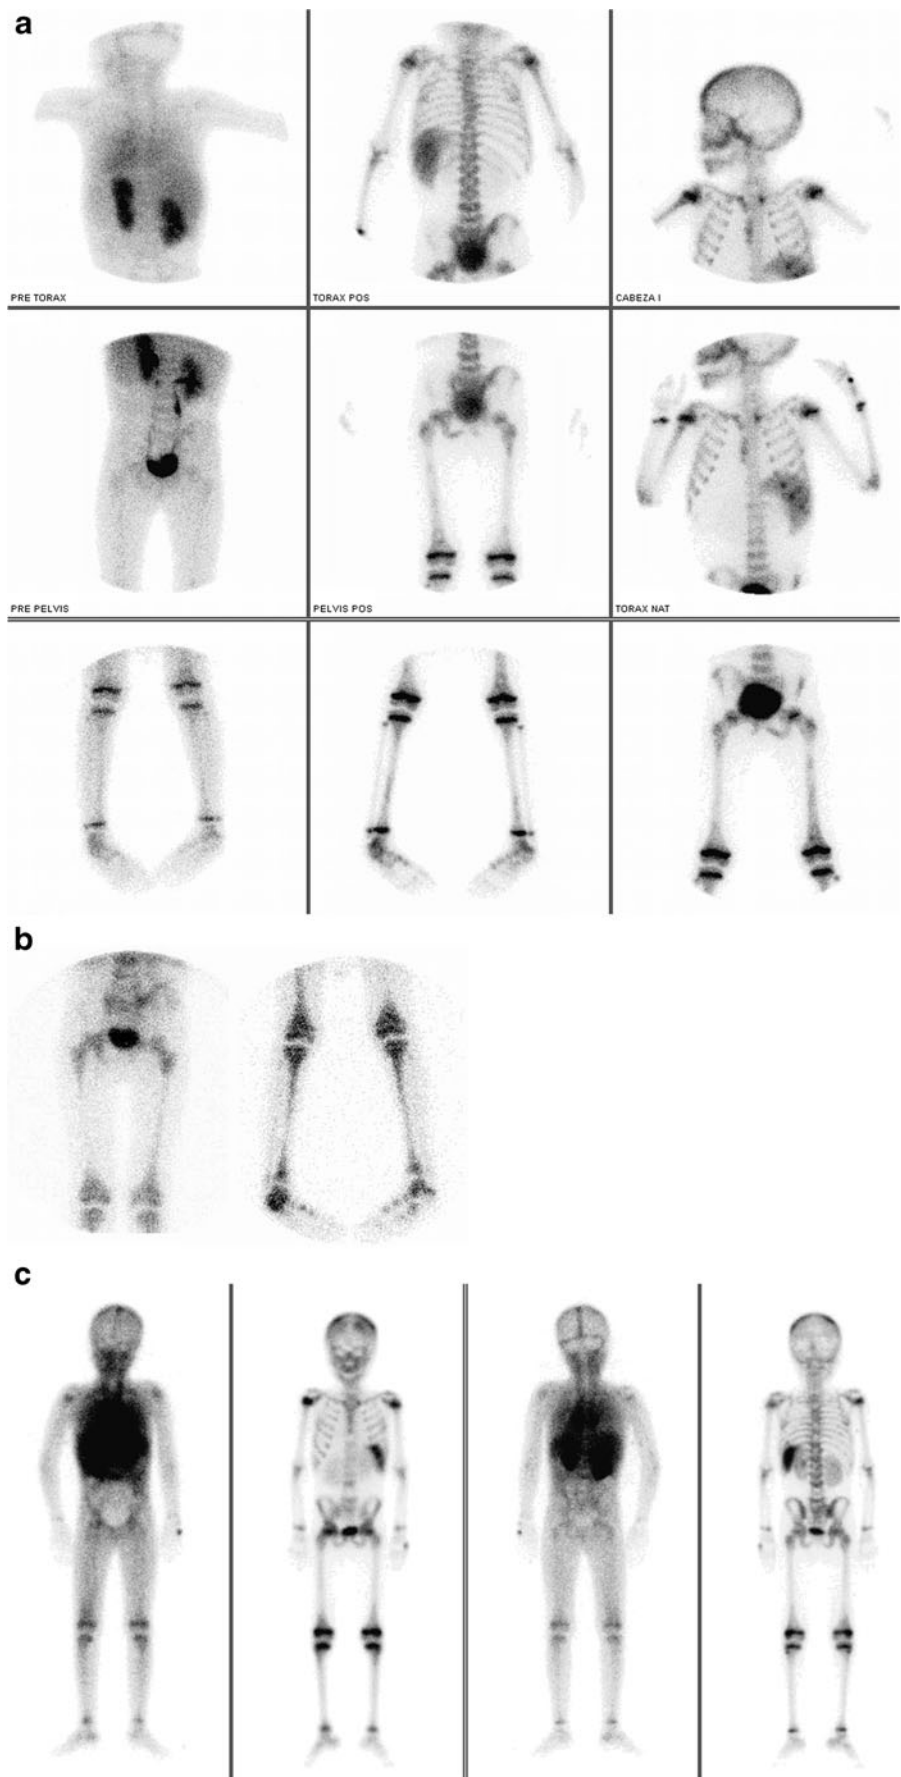 a
PRE TORAX
TORAX POS
CABEZA I
PRE PELVIS
PELVIS POS
TORAX NAT
b
c